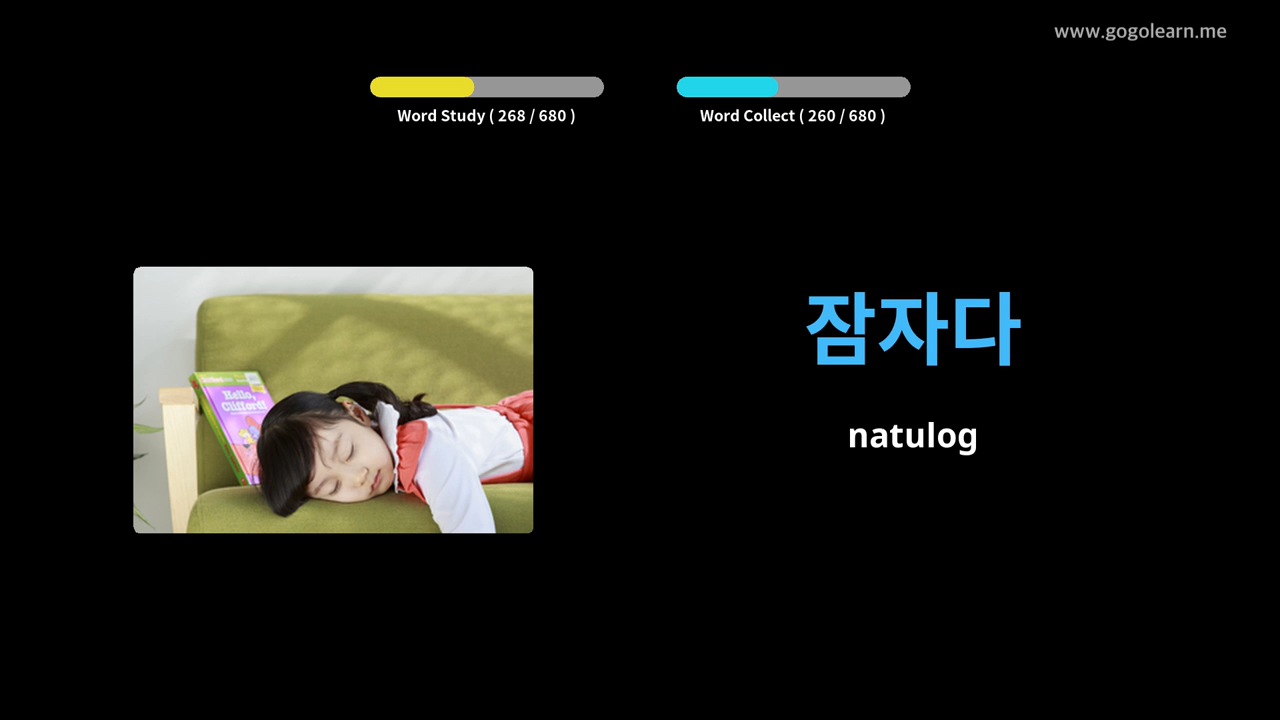 www.gogolearn.me
Word Study ( 268 / 680 )
Word Collect ( 260 / 680 )
Hello,
Clifford!
잠자다
natulog